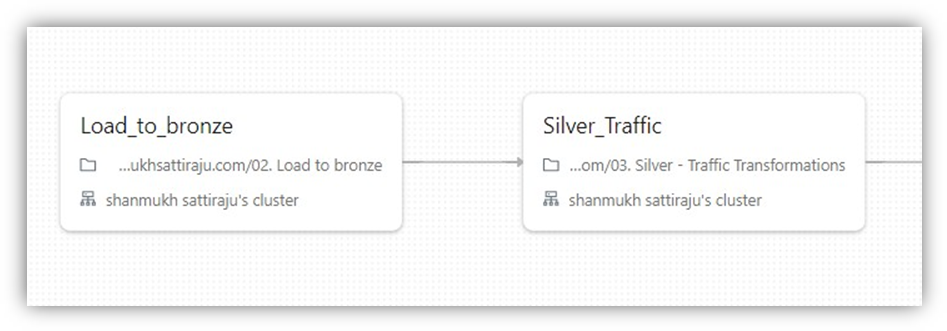 Load_to_bronze
...ukhsattiraju.com/02. Load to bronze
shanmukh sattiraju's cluster
Silver_Traffic
...om/03. Silver - Traffic Transformations
shanmukh sattiraju's cluster